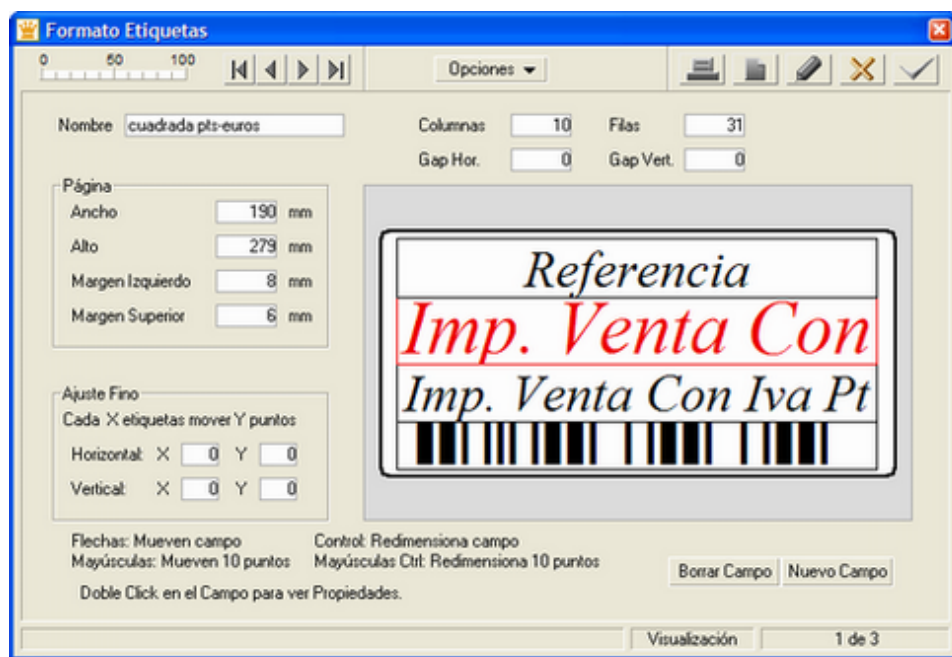 Formato Etiquetas
0 50 100
Opciones
Nombre cuadrada pts-euros
Columnas 10 Filas 31
Gap Hor. 0 Gap Vert. 0
Página
Ancho 190 mm
Alto 279 mm
Margen Izquierdo 8 mm
Margen Superior 6 mm
Referencia
Imp. Venta Con
Imp. Venta Con Iva Pt
Ajuste Fino
Cada X etiquetas mover Y puntos
Horizontal: X 0 Y 0
Vertical: X 0 Y 0
Flechas: Mueven campo Control: Redimensiona campo
Mayúsculas: Mueven 10 puntos Mayúsculas Ctrl: Redimensiona 10 puntos
Doble Click en el Campo para ver Propiedades.
Borrar Campo Nuevo Campo
Visualización 1 de 3